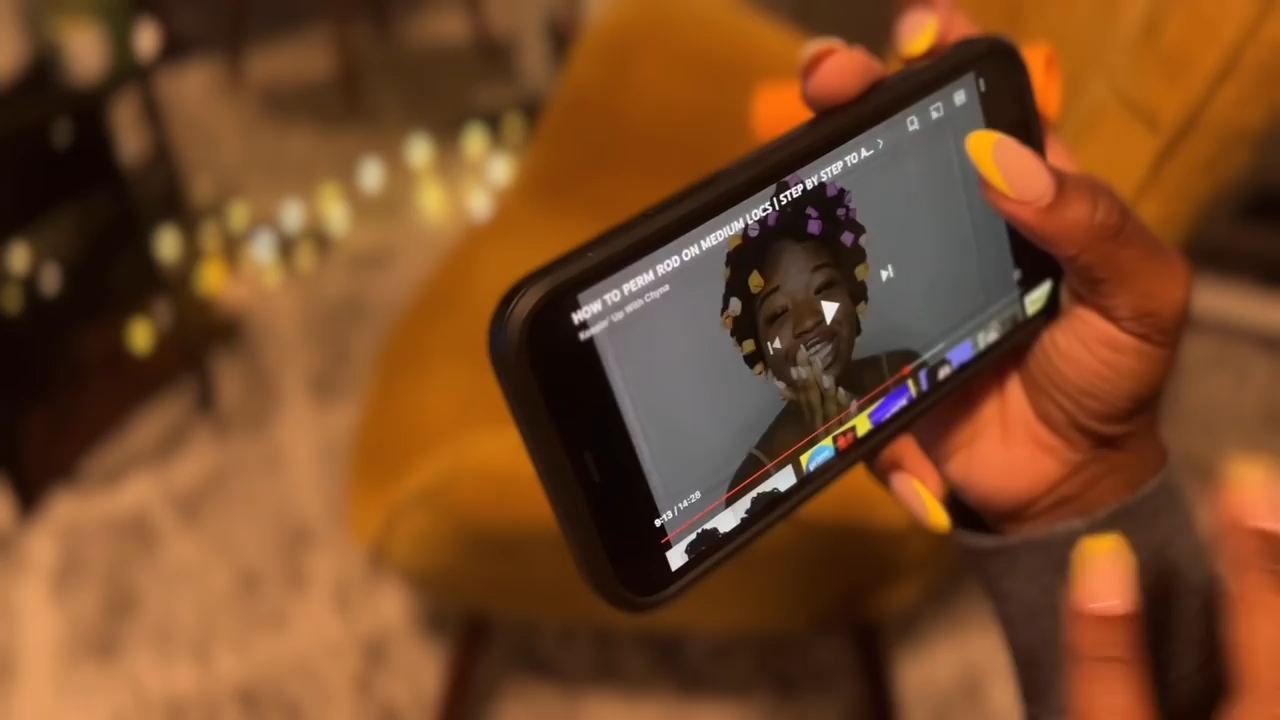 HOW TO PERM ROD ON MEDIUM LOCS | STEP BY STEP TO A...
Keepin' Up With Chyna
9:13 / 14:28